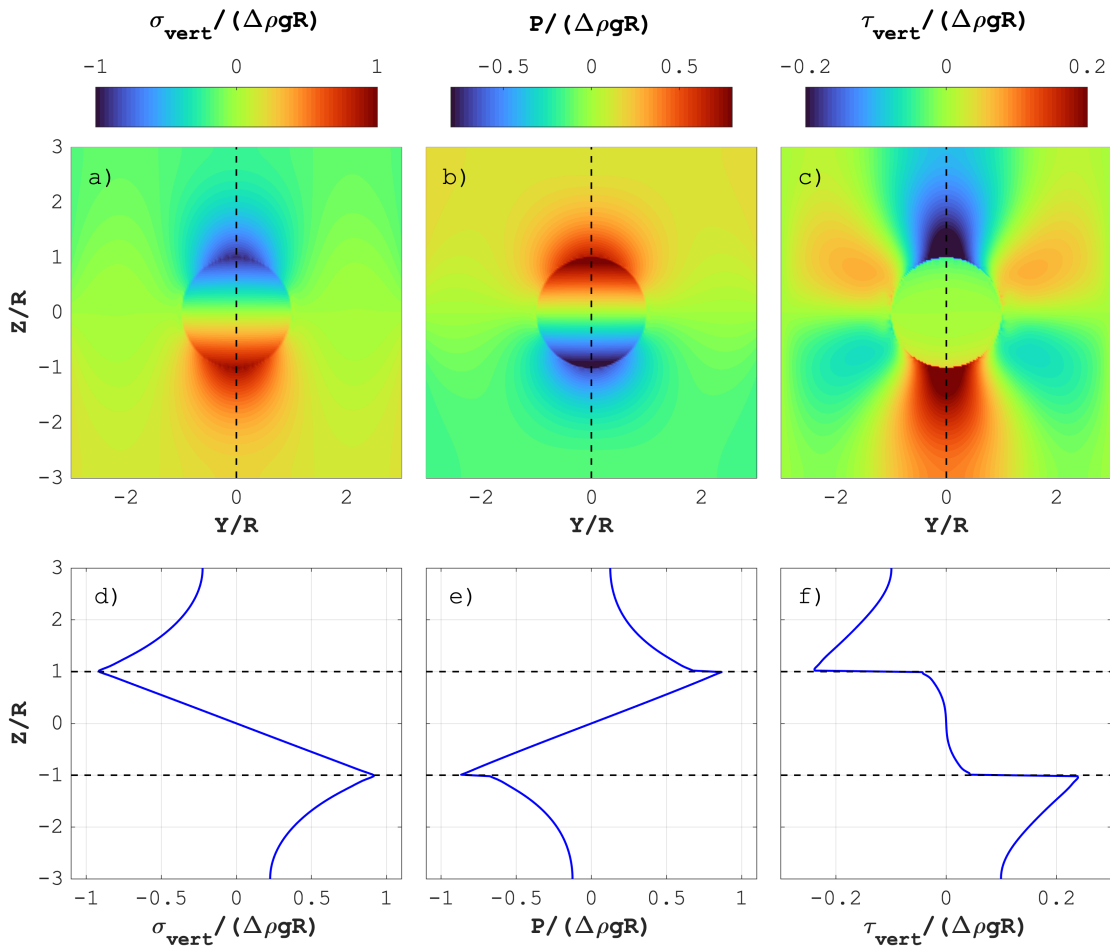 σvert/(ΔρgR) P/(ΔρgR) τvert/(ΔρgR)
-1 0 1 -0.5 0 0.5 -0.2 0 0.2
3 2 1 0 -1 -2 -3
Z/R
a) b) c)
-2 0 2 -2 0 2 -2 0 2
Y/R Y/R Y/R
3 2 1 0 -1 -2 -3
Z/R
d) e) f)
-1 -0.5 0 0.5 1 -1 -0.5 0 0.5 1 -0.2 0 0.2
σvert/(ΔρgR) P/(ΔρgR) τvert/(ΔρgR)